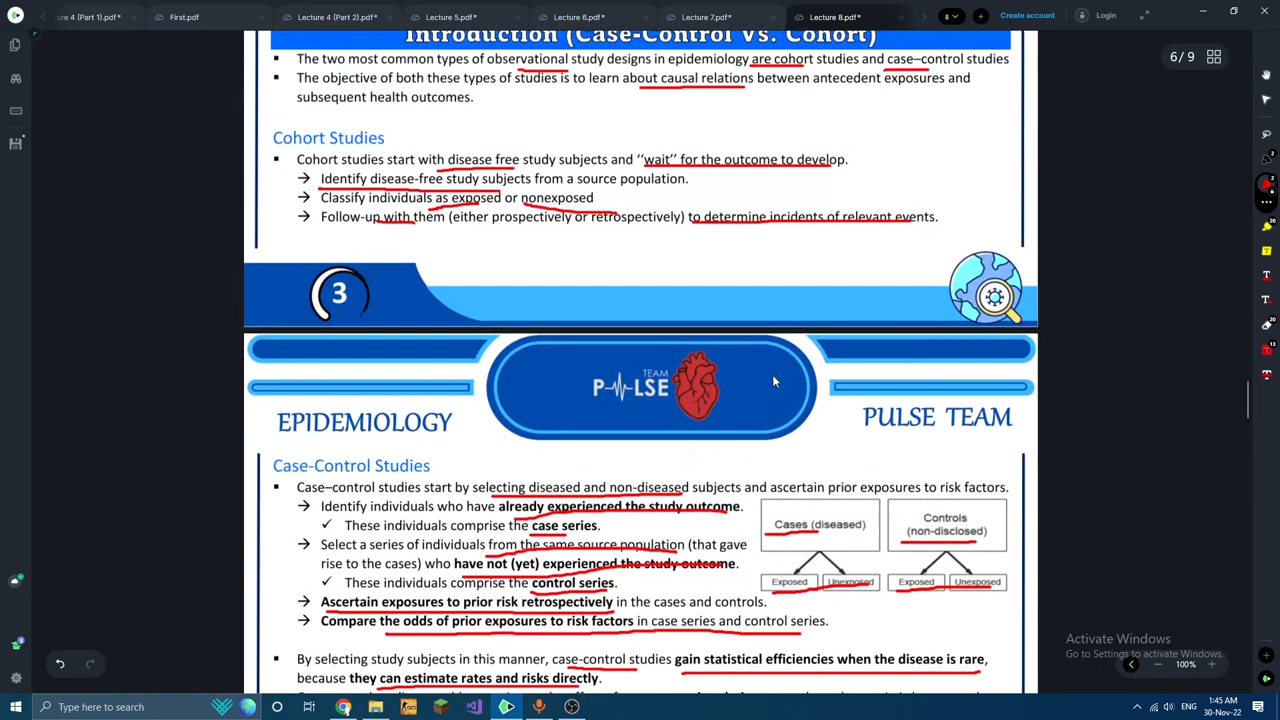 ure 4 (Part 1).pdf*
First.pdf
Lecture 4 (Part 2).pdf*
Lecture 5.pdf*
Lecture 6.pdf*
Lecture 7.pdf*
Lecture 8.pdf*
8
Create account
Login
Introduction (Case-Control Vs. Cohort)
6/9
▪ The two most common types of observational study designs in epidemiology are cohort studies and case–control studies
▪ The objective of both these types of studies is to learn about causal relations between antecedent exposures and
subsequent health outcomes.
Cohort Studies
▪ Cohort studies start with disease free study subjects and ‘‘wait’’ for the outcome to develop.
→ Identify disease-free study subjects from a source population.
→ Classify individuals as exposed or nonexposed
→ Follow-up with them (either prospectively or retrospectively) to determine incidents of relevant events.
3
TEAM
P LSE
EPIDEMIOLOGY
PULSE TEAM
Case-Control Studies
▪ Case–control studies start by selecting diseased and non-diseased subjects and ascertain prior exposures to risk factors.
→ Identify individuals who have already experienced the study outcome.
✓ These individuals comprise the case series.
→ Select a series of individuals from the same source population (that gave
rise to the cases) who have not (yet) experienced the study outcome.
✓ These individuals comprise the control series.
→ Ascertain exposures to prior risk retrospectively in the cases and controls.
→ Compare the odds of prior exposures to risk factors in case series and control series.
Cases (diseased)
Controls
(non-disclosed)
Exposed
Unexposed
Exposed
Unexposed
▪ By selecting study subjects in this manner, case-control studies gain statistical efficiencies when the disease is rare,
because they can estimate rates and risks directly.
Activate Windows
Go to Settings to activate Windows.
100%
Type here to search
ENG
1:45 AM
30-Nov-22